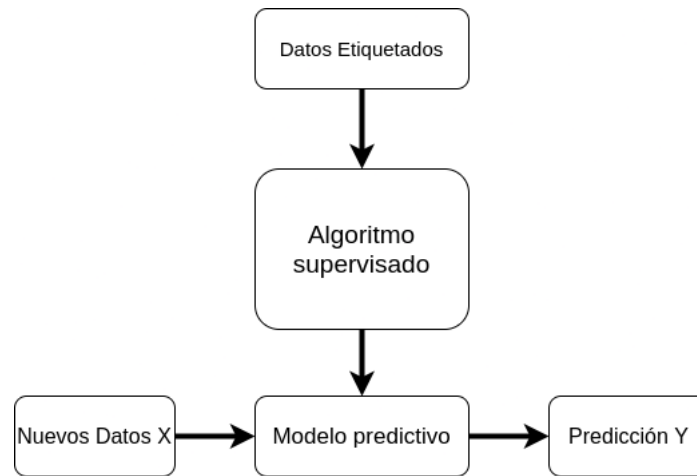 Datos Etiquetados
Algoritmo
supervisado
Nuevos Datos X
Modelo predictivo
Predicción Y